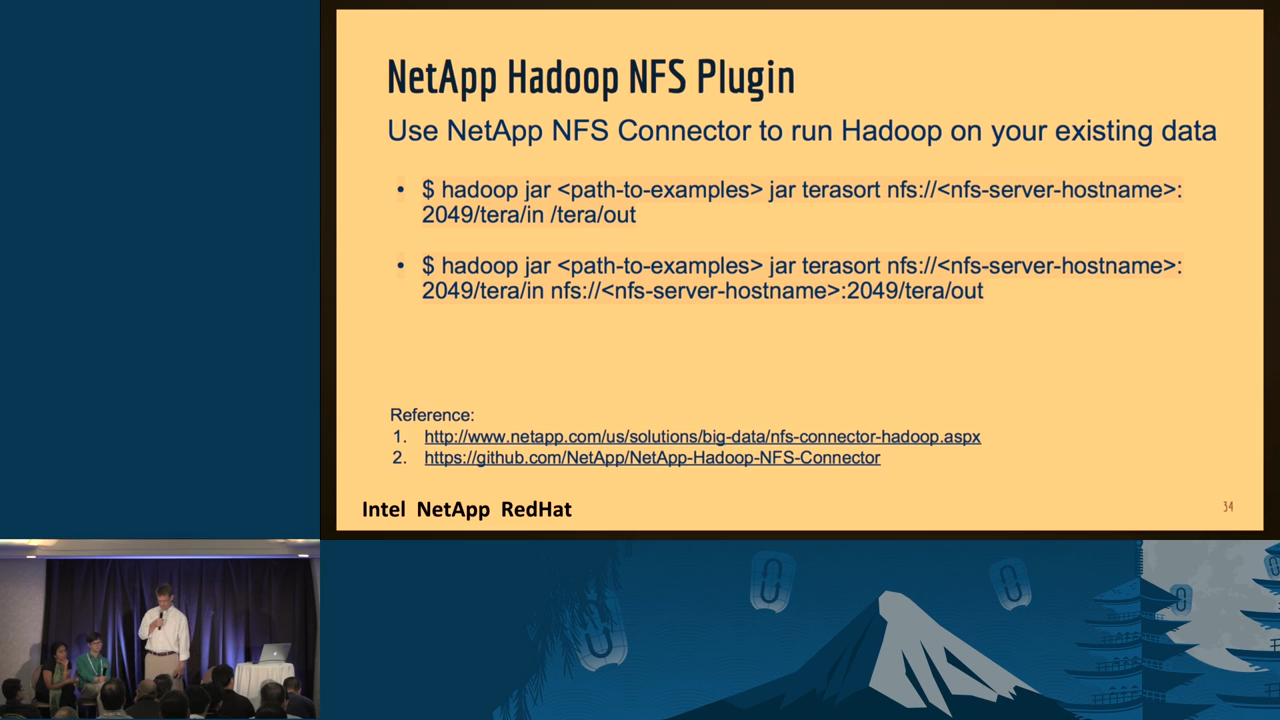 NetApp Hadoop NFS Plugin
Use NetApp NFS Connector to run Hadoop on your existing data
• $ hadoop jar <path-to-examples> jar terasort nfs://<nfs-server-hostname>:
2049/tera/in /tera/out
• $ hadoop jar <path-to-examples> jar terasort nfs://<nfs-server-hostname>:
2049/tera/in nfs://<nfs-server-hostname>:2049/tera/out
Reference:
1. http://www.netapp.com/us/solutions/big-data/nfs-connector-hadoop.aspx
2. https://github.com/NetApp/NetApp-Hadoop-NFS-Connector
Intel NetApp RedHat
34